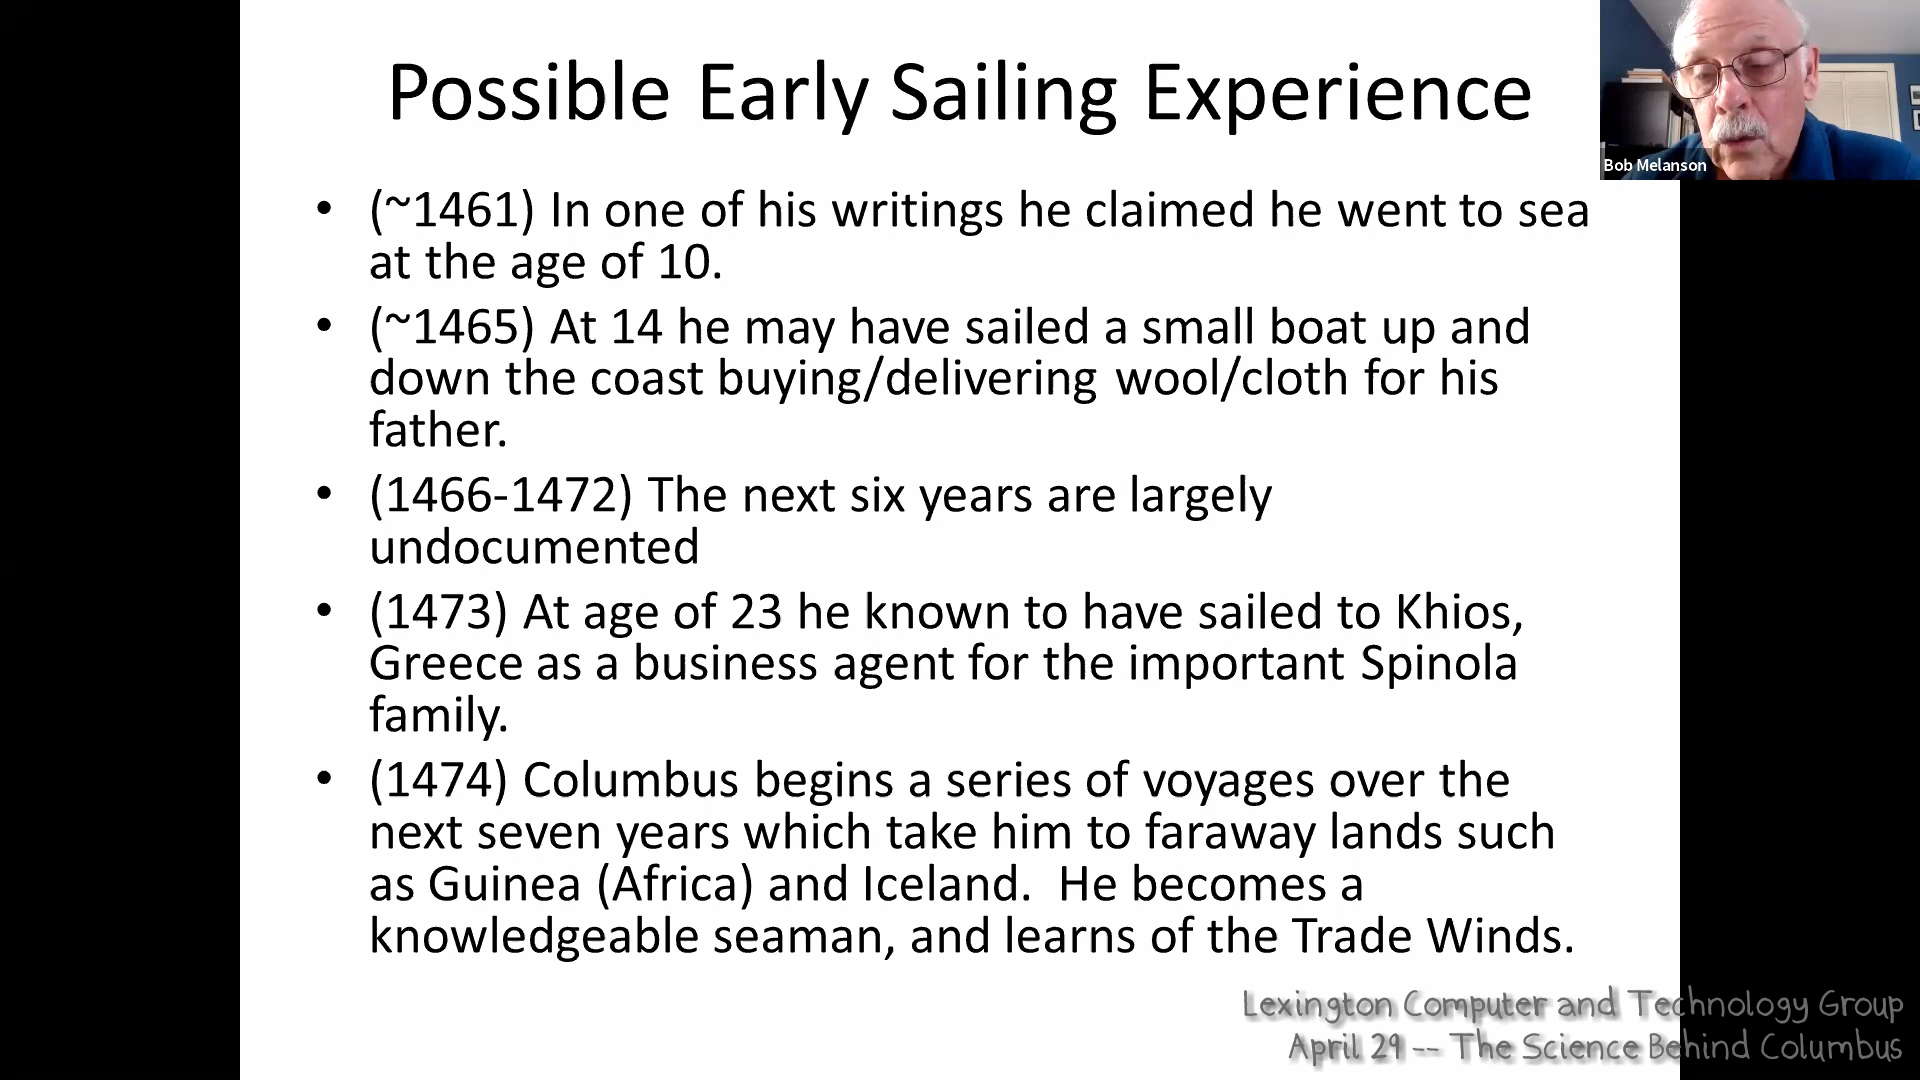 Possible Early Sailing Experience
Bob Melanson
• (~1461) In one of his writings he claimed he went to sea
at the age of 10.
• (~1465) At 14 he may have sailed a small boat up and
down the coast buying/delivering wool/cloth for his
father.
• (1466-1472) The next six years are largely
undocumented
• (1473) At age of 23 he known to have sailed to Khios,
Greece as a business agent for the important Spinola
family.
• (1474) Columbus begins a series of voyages over the
next seven years which take him to faraway lands such
as Guinea (Africa) and Iceland.  He becomes a
knowledgeable seaman, and learns of the Trade Winds.
Lexington Computer and Technology Group
April 29 -- The Science Behind Columbus